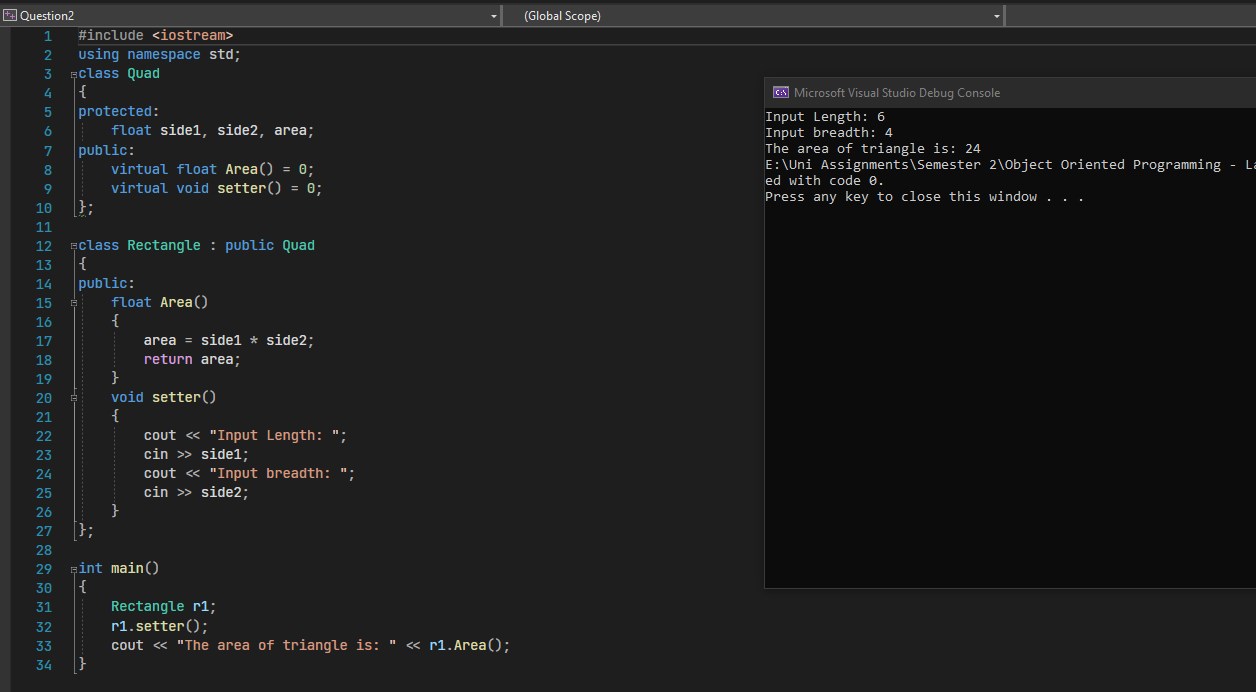 Question2
(Global Scope)
1 #include <iostream>
2 using namespace std;
3 class Quad
4 {
5 protected:
6 float side1, side2, area;
7 public:
8 virtual float Area() = 0;
9 virtual void setter() = 0;
10 };
11
12 class Rectangle : public Quad
13 {
14 public:
15 float Area()
16 {
17 area = side1 * side2;
18 return area;
19 }
20 void setter()
21 {
22 cout << "Input Length: ";
23 cin >> side1;
24 cout << "Input breadth: ";
25 cin >> side2;
26 }
27 };
28
29 int main()
30 {
31 Rectangle r1;
32 r1.setter();
33 cout << "The area of triangle is: " << r1.Area();
34 }
Microsoft Visual Studio Debug Console
Input Length: 6
Input breadth: 4
The area of triangle is: 24
E:\Uni Assignments\Semester 2\Object Oriented Programming -
ed with code 0.
Press any key to close this window . . .